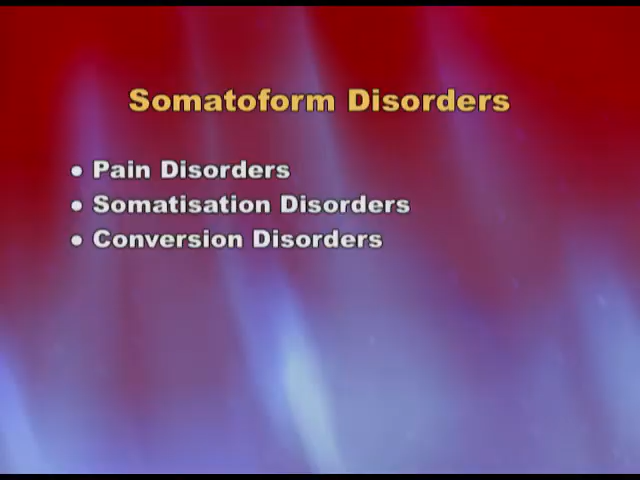 Somatoform Disorders
• Pain Disorders
• Somatisation Disorders
• Conversion Disorders